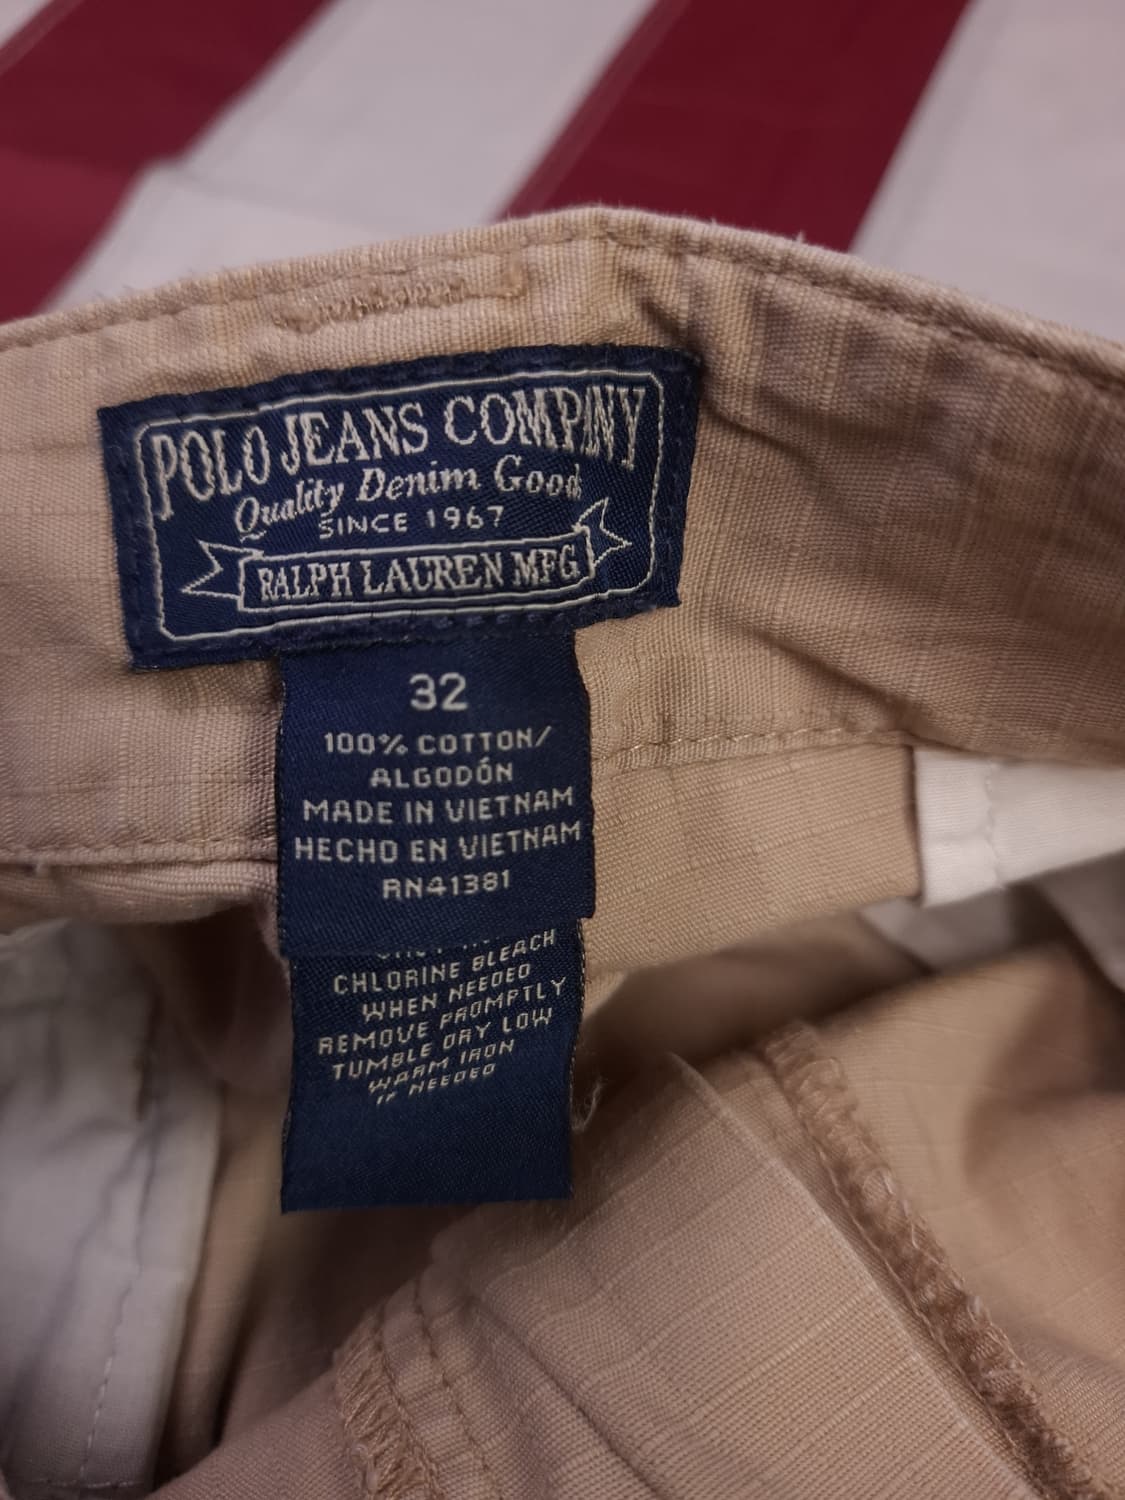 POLO JEANS COMPANY
Quality Denim Goods
SINCE 1967
RALPH LAUREN MFG
32
100% COTTON/
ALGODÓN
MADE IN VIETNAM
HECHO EN VIETNAM
RN41381
CHLORINE BLEACH
WHEN NEEDED
REMOVE PROMPTLY
TUMBLE DRY LOW
WARM IRON
IF NEEDED